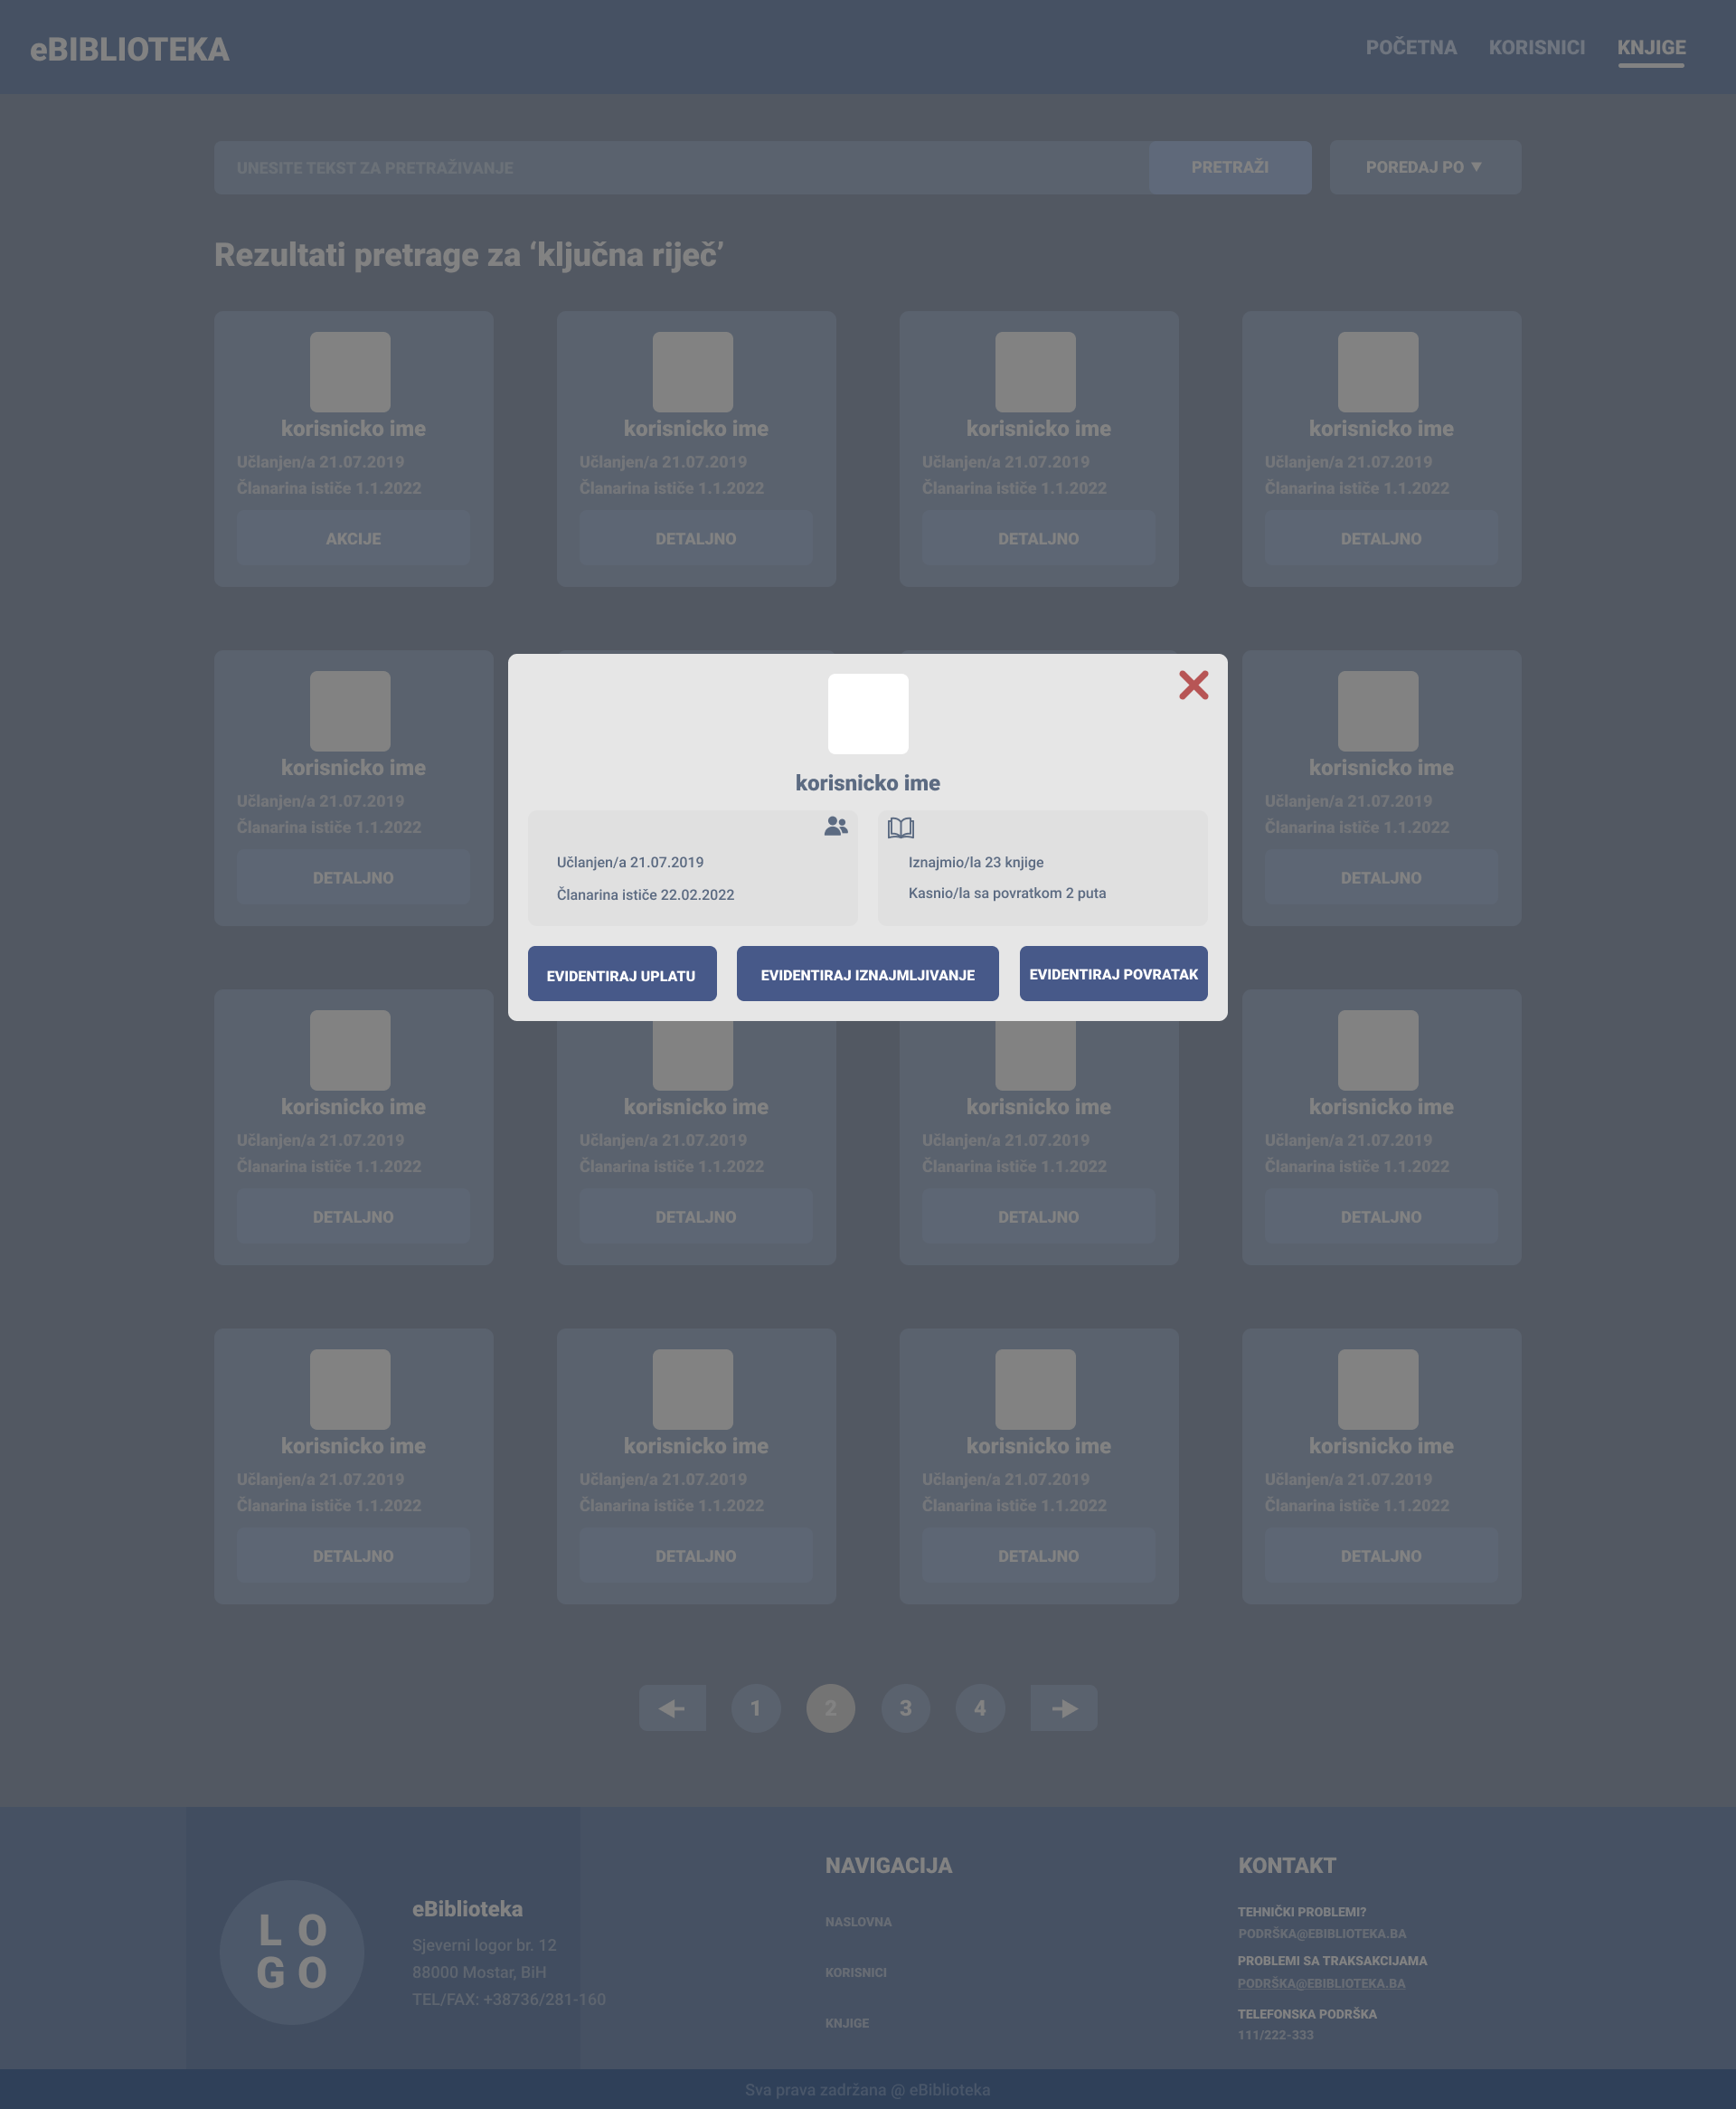 eBIBLIOTEKA
POČETNA KORISNICI KNJIGE
UNESITE TEKST ZA PRETRAŽIVANJE PRETRAŽI POREDAJ PO
Rezultati pretrage za ‘ključna riječ’
korisnicko ime korisnicko ime korisnicko ime korisnicko ime
Učlanjen/a 21.07.2019 Učlanjen/a 21.07.2019 Učlanjen/a 21.07.2019 Učlanjen/a 21.07.2019
Članarina ističe 1.1.2022 Članarina ističe 1.1.2022 Članarina ističe 1.1.2022 Članarina ističe 1.1.2022
AKCIJE DETALJNO DETALJNO DETALJNO
korisnicko ime korisnicko ime
Učlanjen/a 21.07.2019 Učlanjen/a 21.07.2019
Članarina ističe 1.1.2022 Članarina ističe 1.1.2022
DETALJNO DETALJNO
korisnicko ime
Učlanjen/a 21.07.2019
Članarina ističe 22.02.2022
Iznajmio/la 23 knjige
Kasnio/la sa povratkom 2 puta
EVIDENTIRAJ UPLATU EVIDENTIRAJ IZNAJMLJIVANJE EVIDENTIRAJ POVRATAK
korisnicko ime korisnicko ime korisnicko ime korisnicko ime
Učlanjen/a 21.07.2019 Učlanjen/a 21.07.2019 Učlanjen/a 21.07.2019 Učlanjen/a 21.07.2019
Članarina ističe 1.1.2022 Članarina ističe 1.1.2022 Članarina ističe 1.1.2022 Članarina ističe 1.1.2022
DETALJNO DETALJNO DETALJNO DETALJNO
korisnicko ime korisnicko ime korisnicko ime korisnicko ime
Učlanjen/a 21.07.2019 Učlanjen/a 21.07.2019 Učlanjen/a 21.07.2019 Učlanjen/a 21.07.2019
Članarina ističe 1.1.2022 Članarina ističe 1.1.2022 Članarina ističe 1.1.2022 Članarina ističe 1.1.2022
DETALJNO DETALJNO DETALJNO DETALJNO
1 2 3 4
L O
G O
eBiblioteka
Sjeverni logor br. 12
88000 Mostar, BiH
TEL/FAX: +38736/281-160
NAVIGACIJA
NASLOVNA
KORISNICI
KNJIGE
KONTAKT
TEHNIČKI PROBLEMI?
PODRŠKA@EBIBLIOTEKA.BA
PROBLEMI SA TRAKSAKCIJAMA
PODRŠKA@EBIBLIOTEKA.BA
TELEFONSKA PODRŠKA
111/222-333
Sva prava zadržana @ eBiblioteka